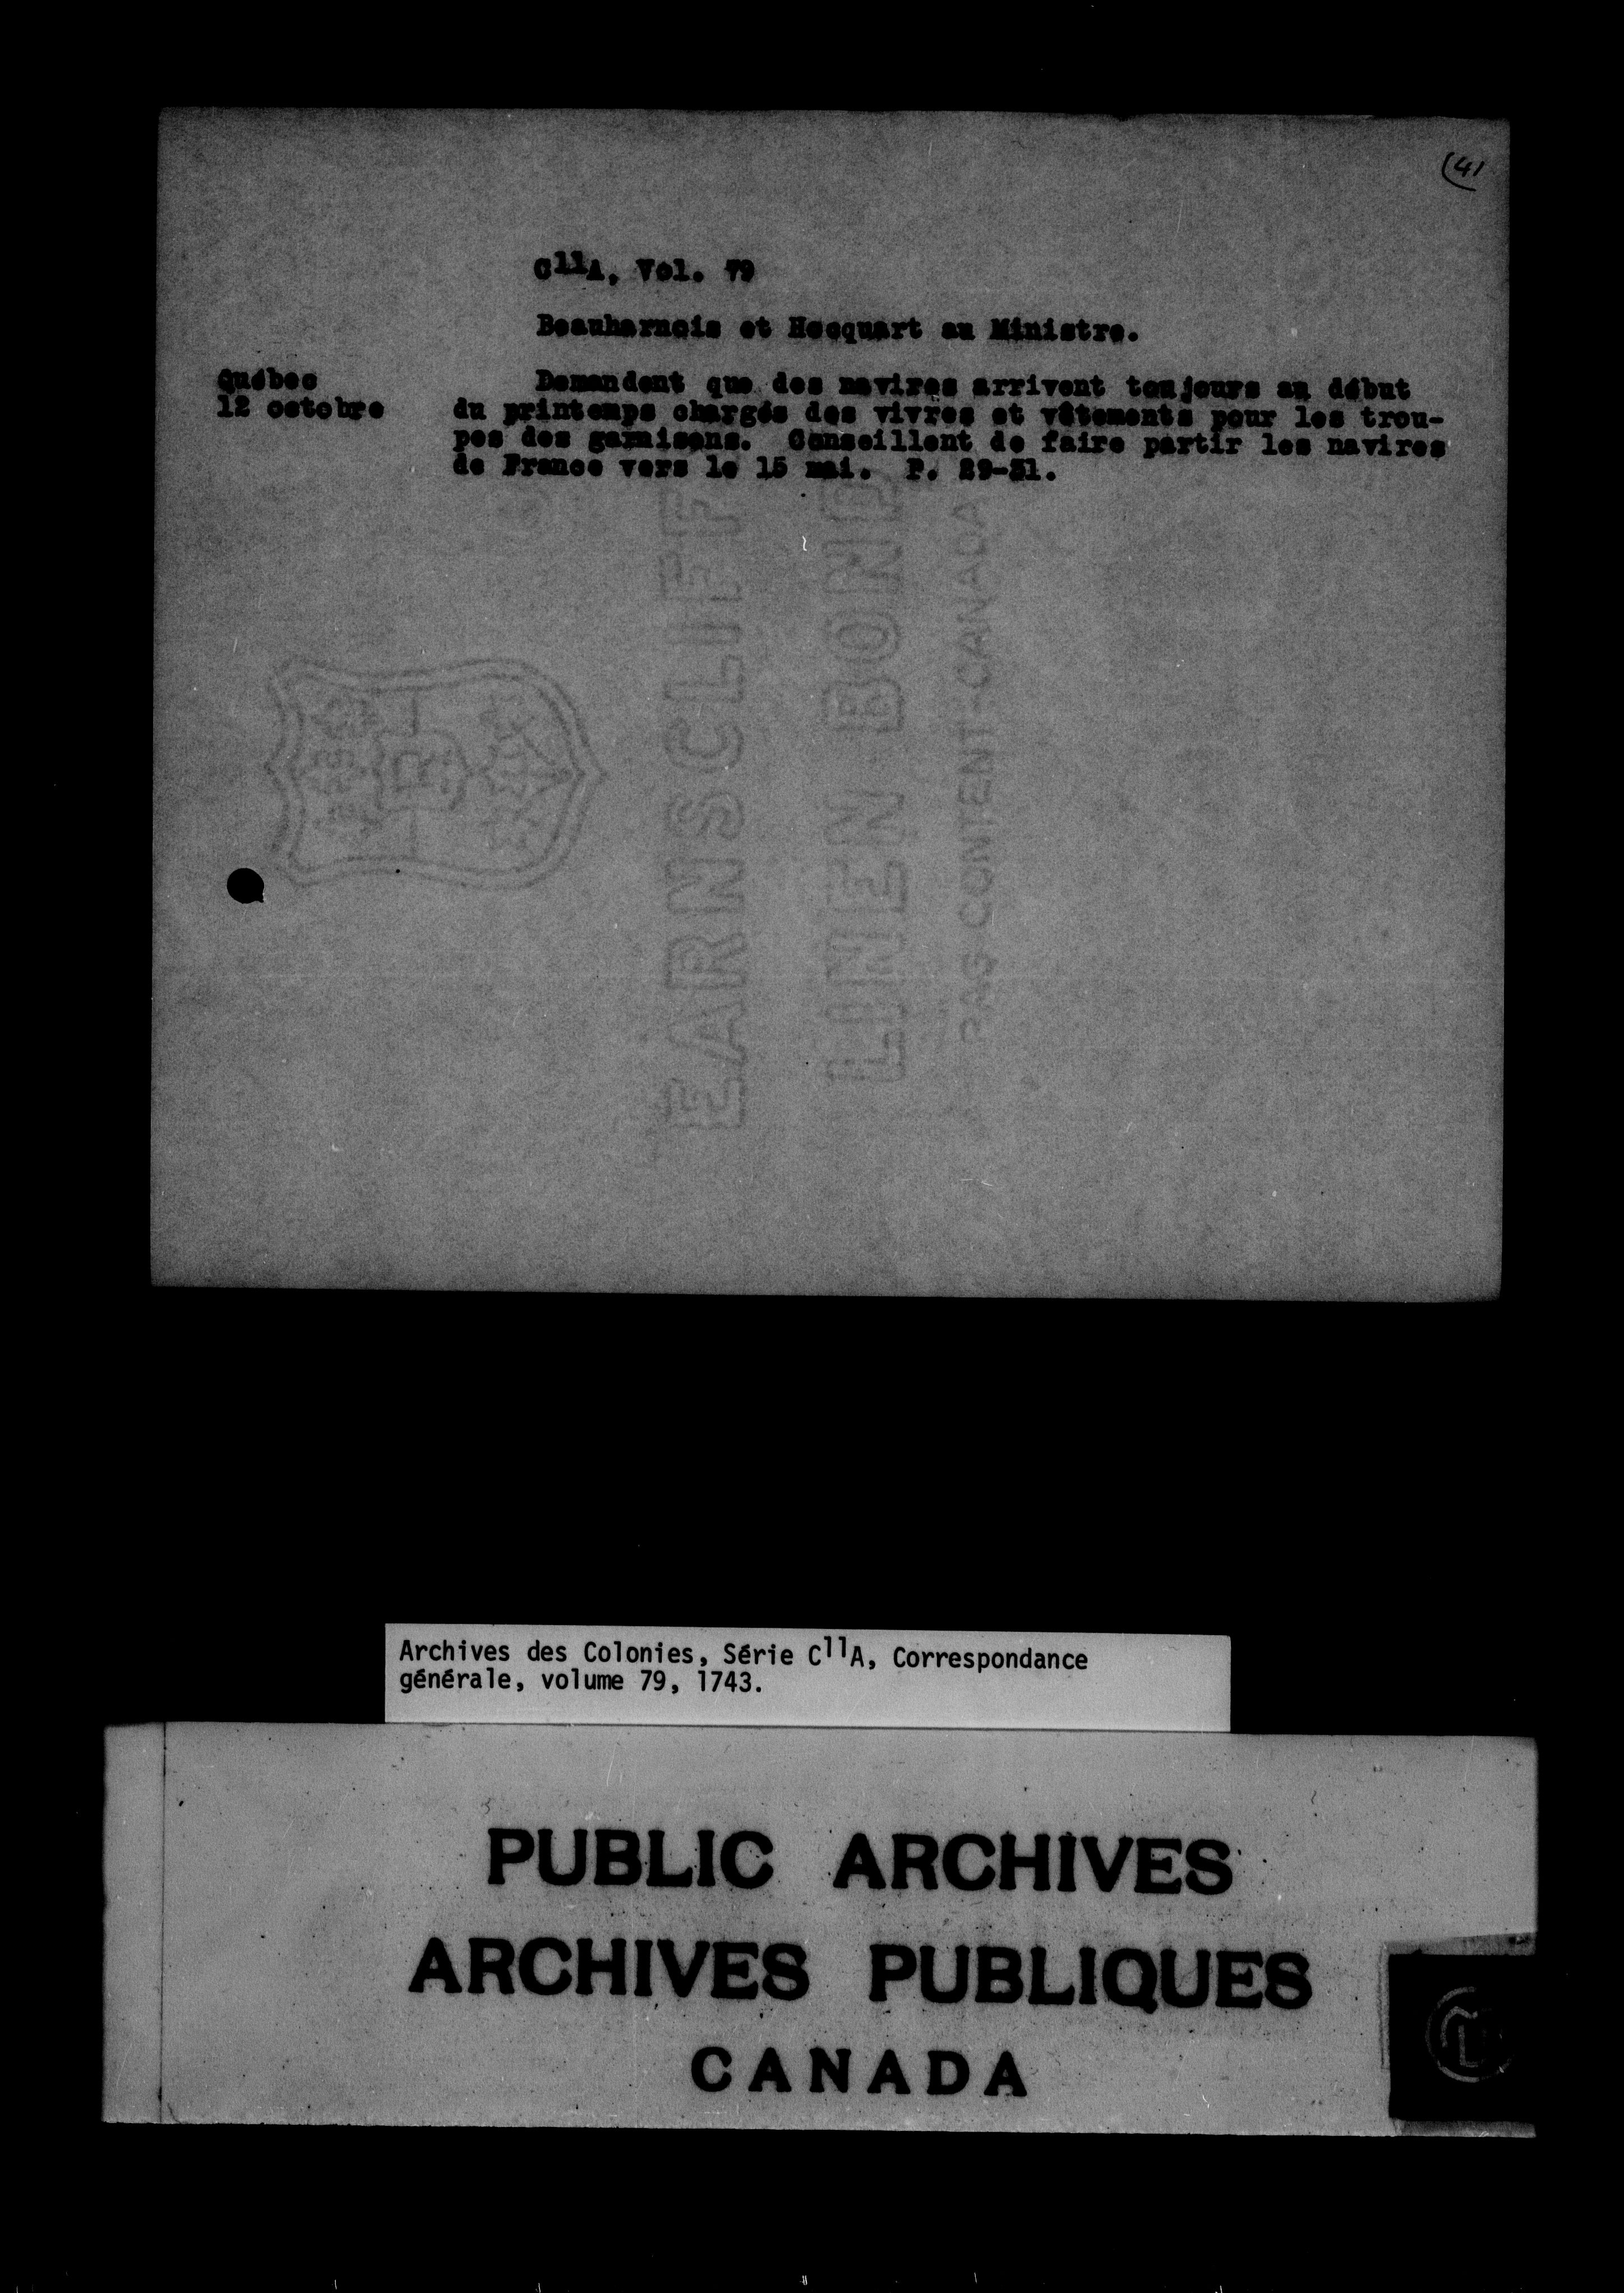 (41
C11A, Vol. 79
Beauharnois et Hocquart au Ministre.
Québec
12 octobre
Demandent que des navires arrivent toujours au début
du printemps chargés des vivres et vêtements pour les trou-
pes des garnisons. Conseillent de faire partir les navires
de France vers le 15 mai. P. 29-31.
EARNSCLIFFE
LINEN BOND
RAG CONTENT-CANADA
Archives des Colonies, Série C11A, Correspondance
générale, volume 79, 1743.
PUBLIC ARCHIVES
ARCHIVES PUBLIQUES
CANADA